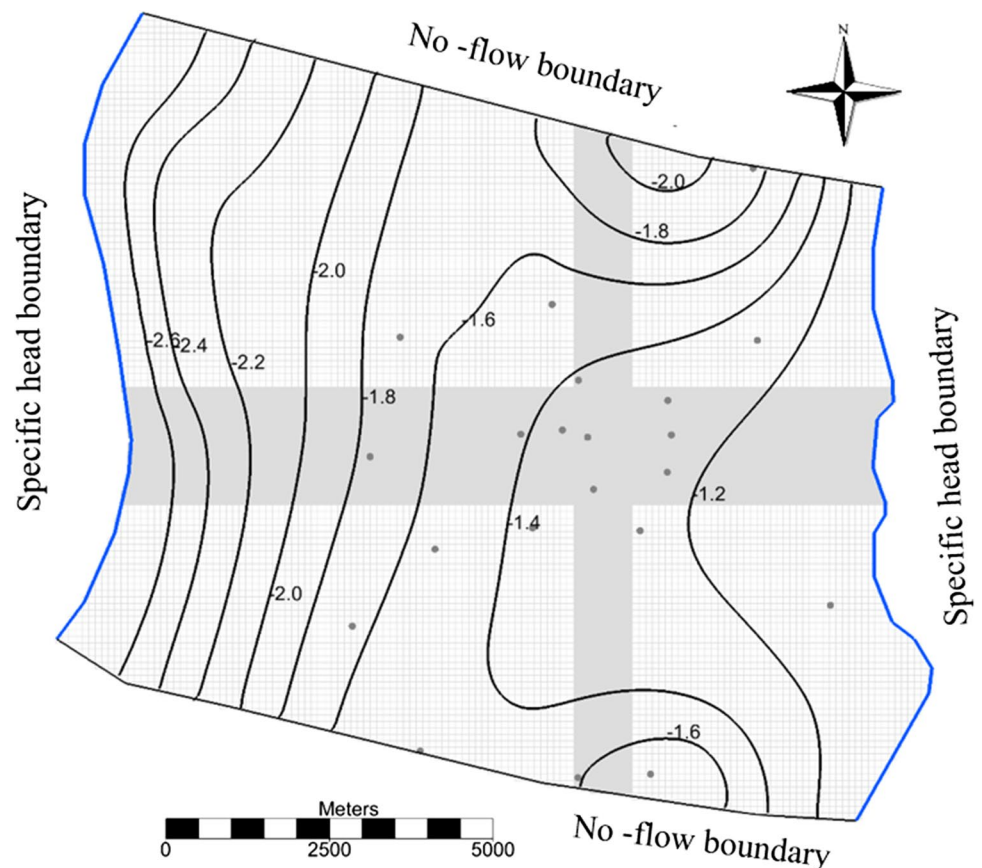 No -flow boundary
N
-2.0
-1.8
-2.0
-1.6
-2.6
-2.4
-2.2
-1.8
-1.2
-1.4
-2.0
-1.6
Specific head boundary
Specific head boundary
Meters
0 2500 5000
No -flow boundary